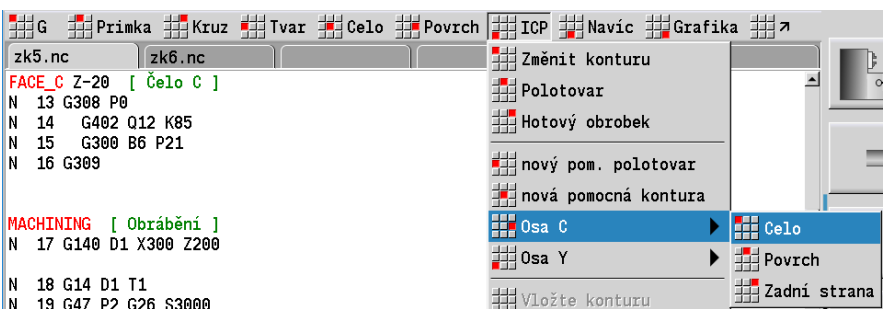 G Primka Kruz Tvar Celo Povrch ICP Navíc Grafika
zk5.nc zk6.nc
FACE_C Z-20 [ Čelo C ]
N 13 G308 P0
N 14 G402 Q12 K85
N 15 G300 B6 P21
N 16 G309
MACHINING [ Obrábění ]
N 17 G140 D1 X300 Z200
N 18 G14 D1 T1
N 19 G47 P2 G26 S3000
Změnit konturu
Polotovar
Hotový obrobek
nový pom. polotovar
nová pomocná kontura
Osa C
Osa Y
Vložte konturu
Celo
Povrch
Zadní strana